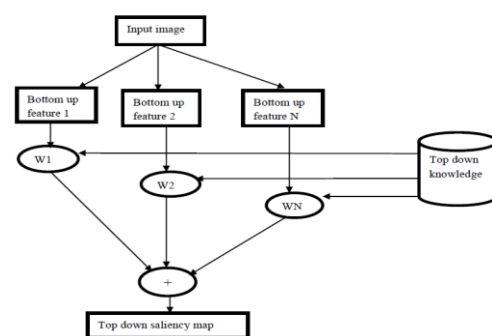 Input image
Bottom up
feature 1
Bottom up
feature 2
Bottom up
feature N
W1
W2
WN
Top down
knowledge
+
Top down saliency map